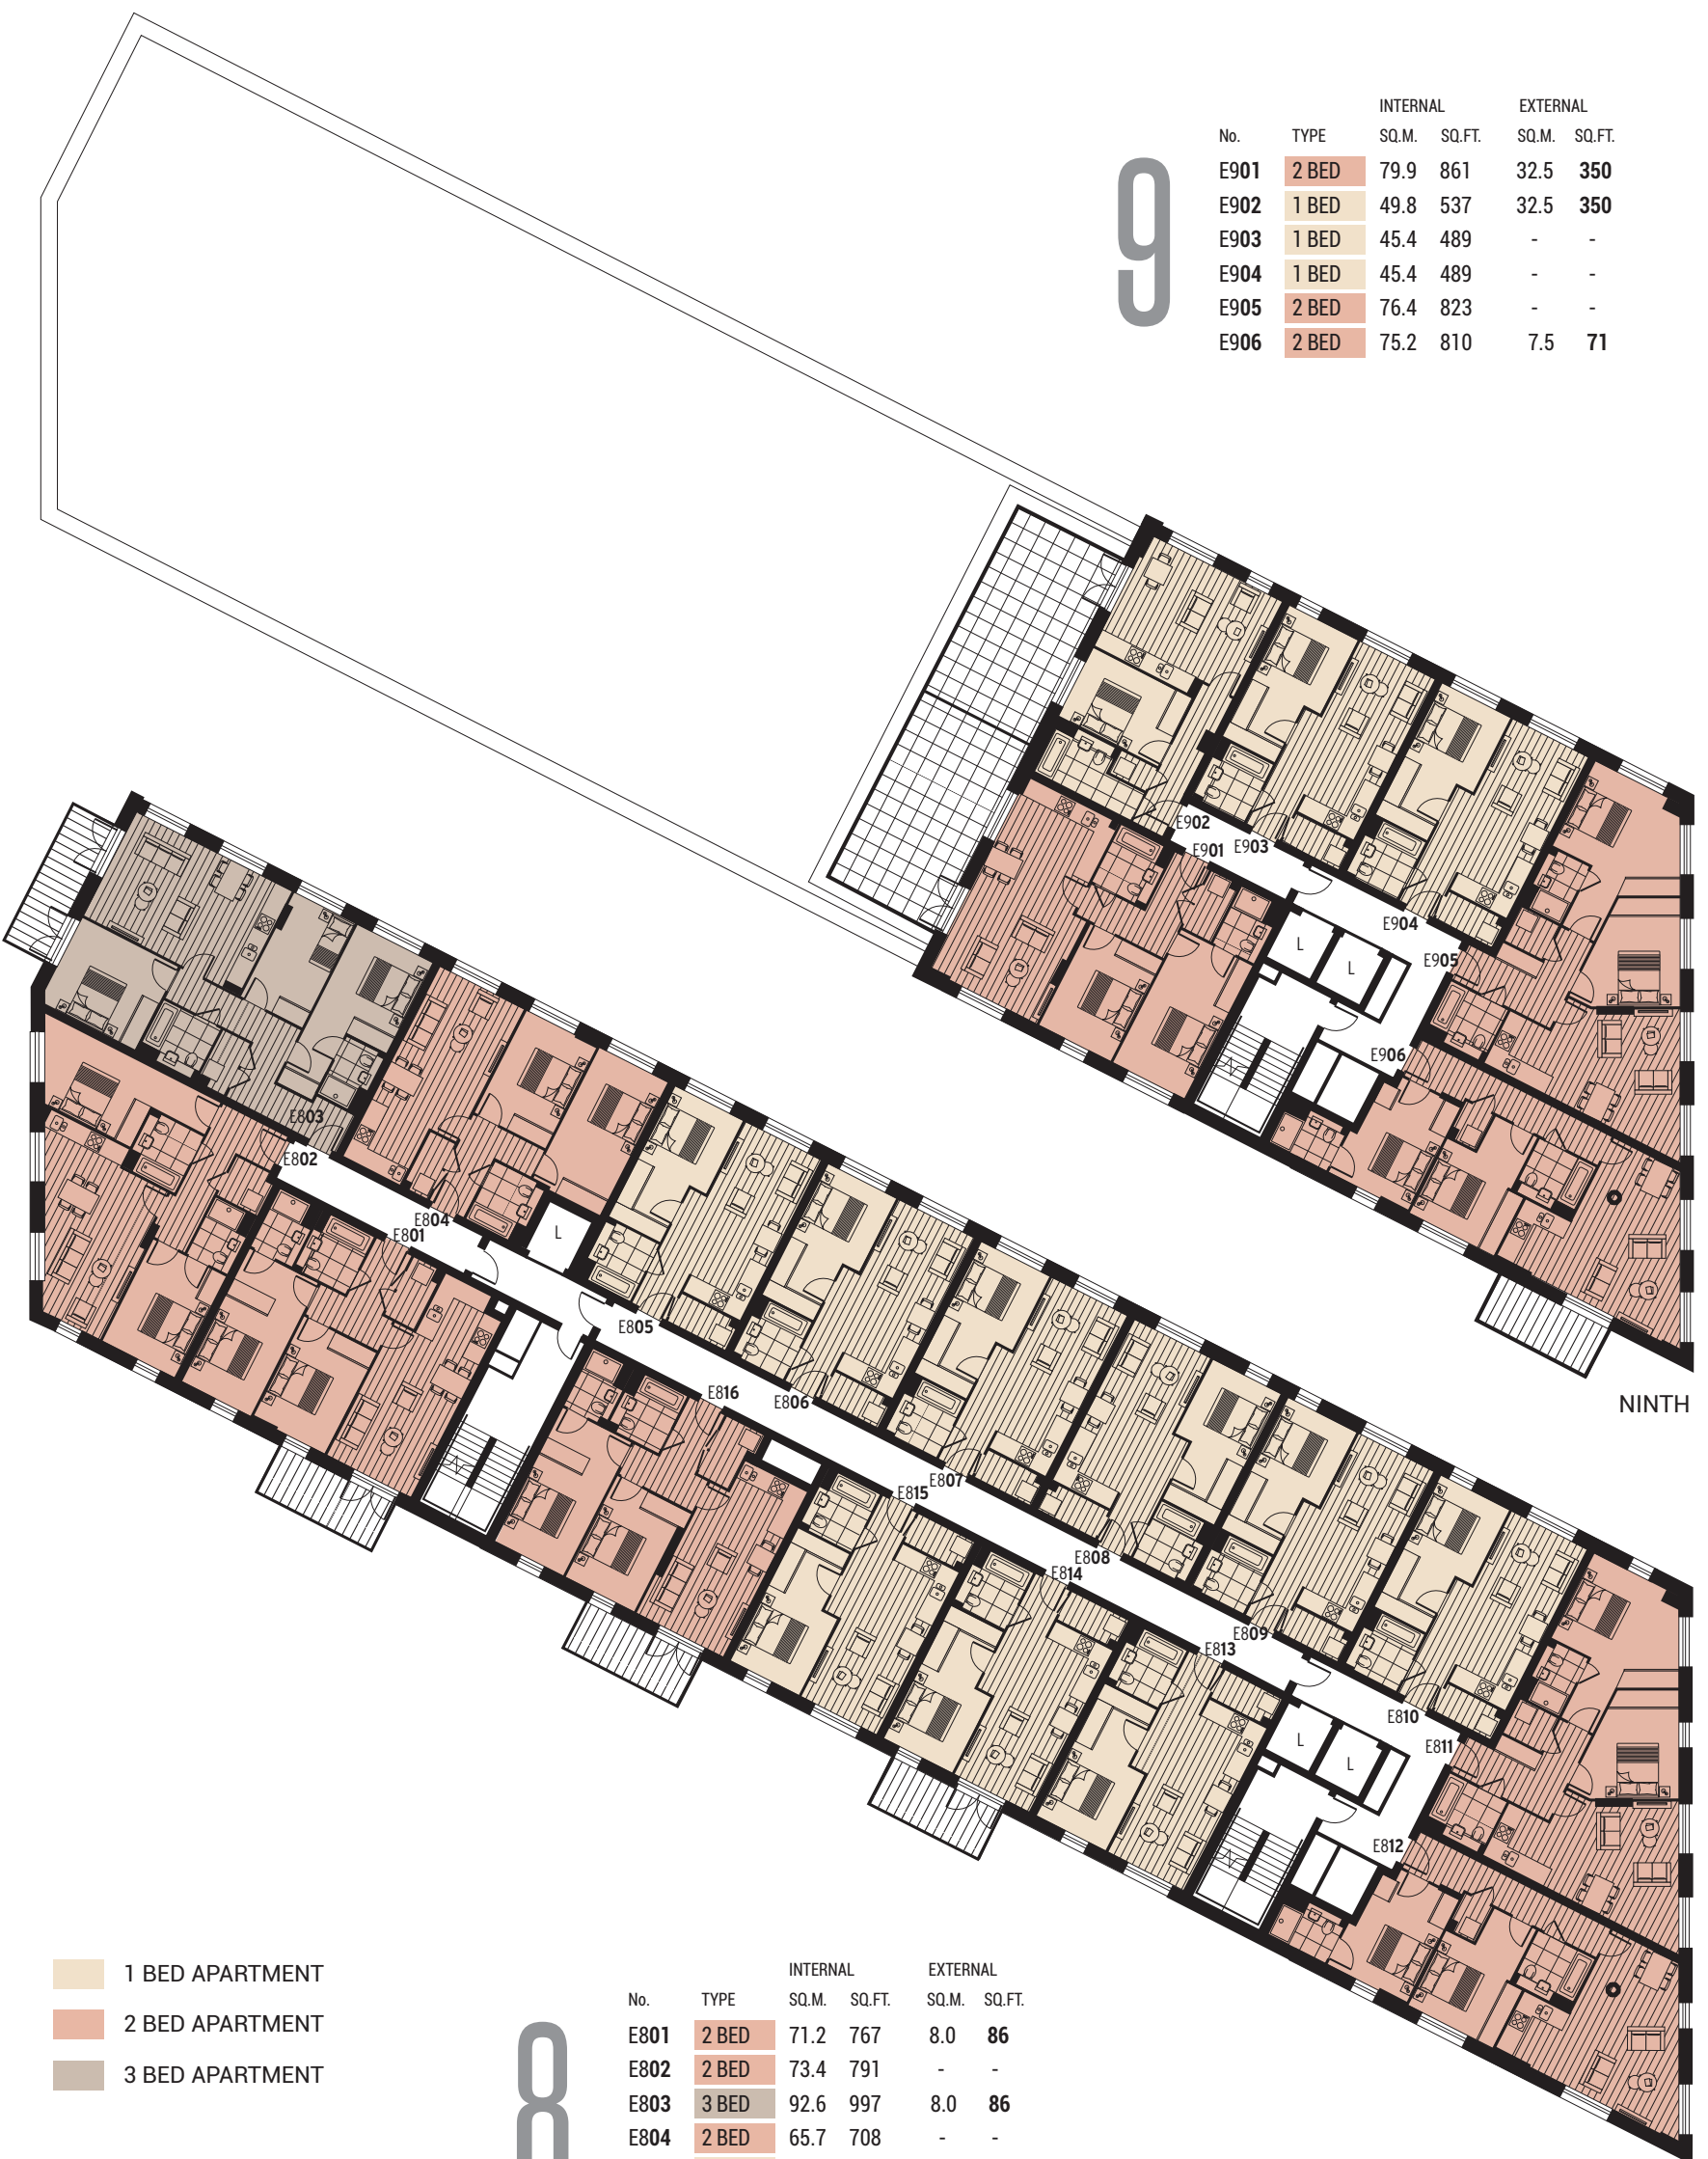 INTERNAL EXTERNAL
No. TYPE SQ.M. SQ.FT. SQ.M. SQ.FT.
9
E901 2 BED 79.9 861 32.5 350
E902 1 BED 49.8 537 32.5 350
E903 1 BED 45.4 489 - -
E904 1 BED 45.4 489 - -
E905 2 BED 76.4 823 - -
E906 2 BED 75.2 810 7.5 71
E902
E901 E903
E904
L
L
E905
E906
E803
E802
E804
E801
L
E805
E816
E806
NINTH
E807
E815
E808
E814
E809
E813
E810
E811
L
L
E812
1 BED APARTMENT
2 BED APARTMENT
3 BED APARTMENT
8
INTERNAL EXTERNAL
No. TYPE SQ.M. SQ.FT. SQ.M. SQ.FT.
E801 2 BED 71.2 767 8.0 86
E802 2 BED 73.4 791 - -
E803 3 BED 92.6 997 8.0 86
E804 2 BED 65.7 708 - -